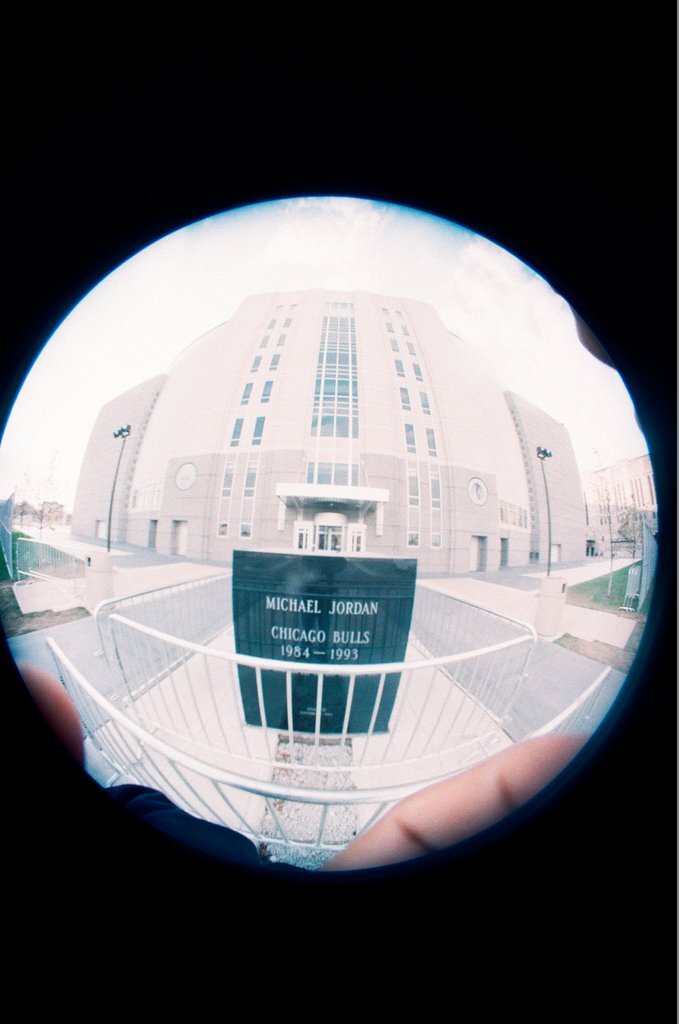 MICHAEL JORDAN
CHICAGO BULLS
1984 — 1993